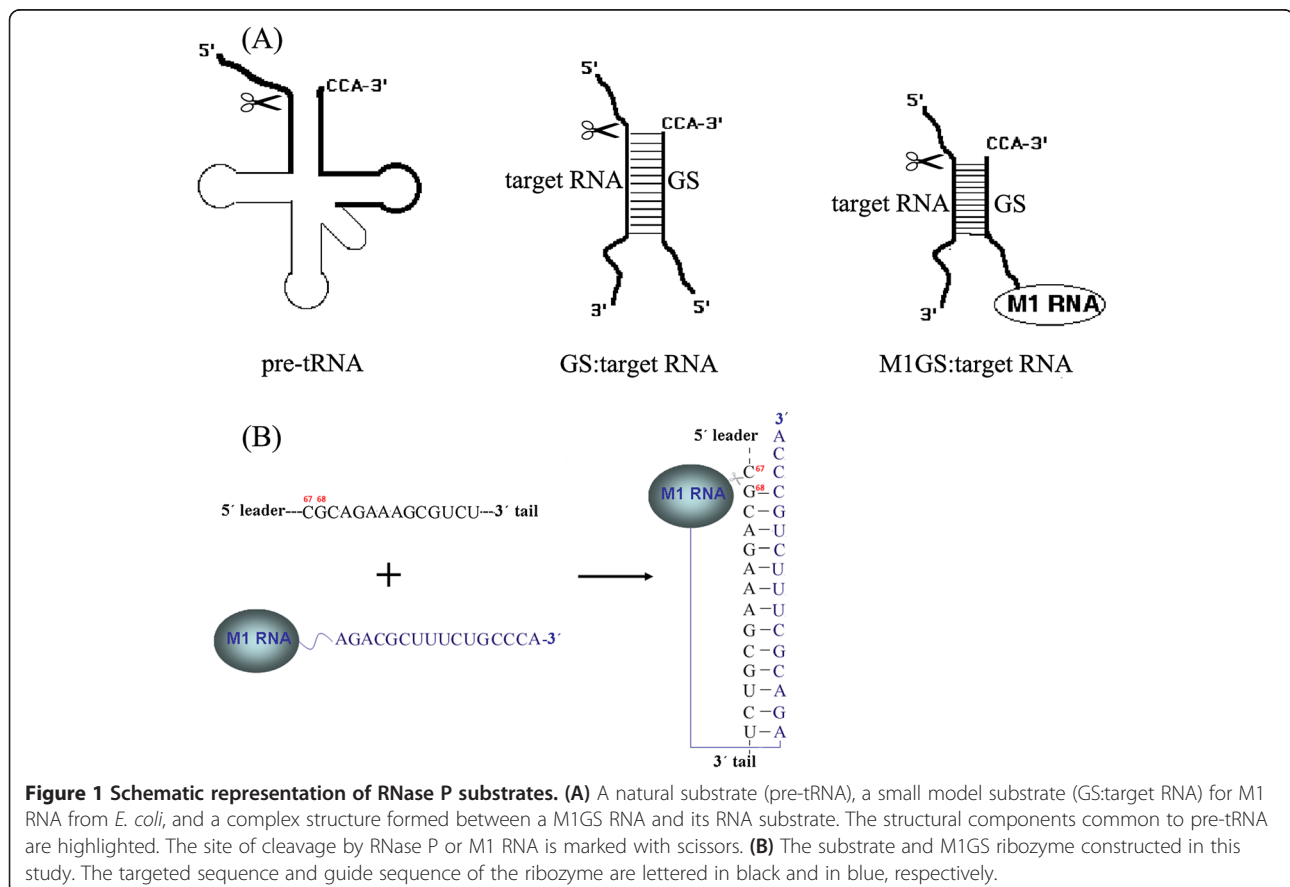 (A)
5'
CCA-3'
pre-tRNA
5'
CCA-3'
target RNA
GS
3'
5'
GS:target RNA
5'
CCA-3'
target RNA
GS
3'
M1 RNA
M1GS:target RNA
(B)
67 68
5´ leader---CGCAGAAAGCGUCU---3´ tail
+
M1 RNA
AGACGCUUUCUGCCCA-3´
3´
5´ leader
A
C
C
C67 C
M1 RNA
G68–C
C–G
A–U
G–C
A–U
A–U
A–U
G–C
C–G
G–C
U–A
C–G
U–A
3´ tail
Figure 1 Schematic representation of RNase P substrates. (A) A natural substrate (pre-tRNA), a small model substrate (GS:target RNA) for M1
RNA from E. coli, and a complex structure formed between a M1GS RNA and its RNA substrate. The structural components common to pre-tRNA
are highlighted. The site of cleavage by RNase P or M1 RNA is marked with scissors. (B) The substrate and M1GS ribozyme constructed in this
study. The targeted sequence and guide sequence of the ribozyme are lettered in black and in blue, respectively.